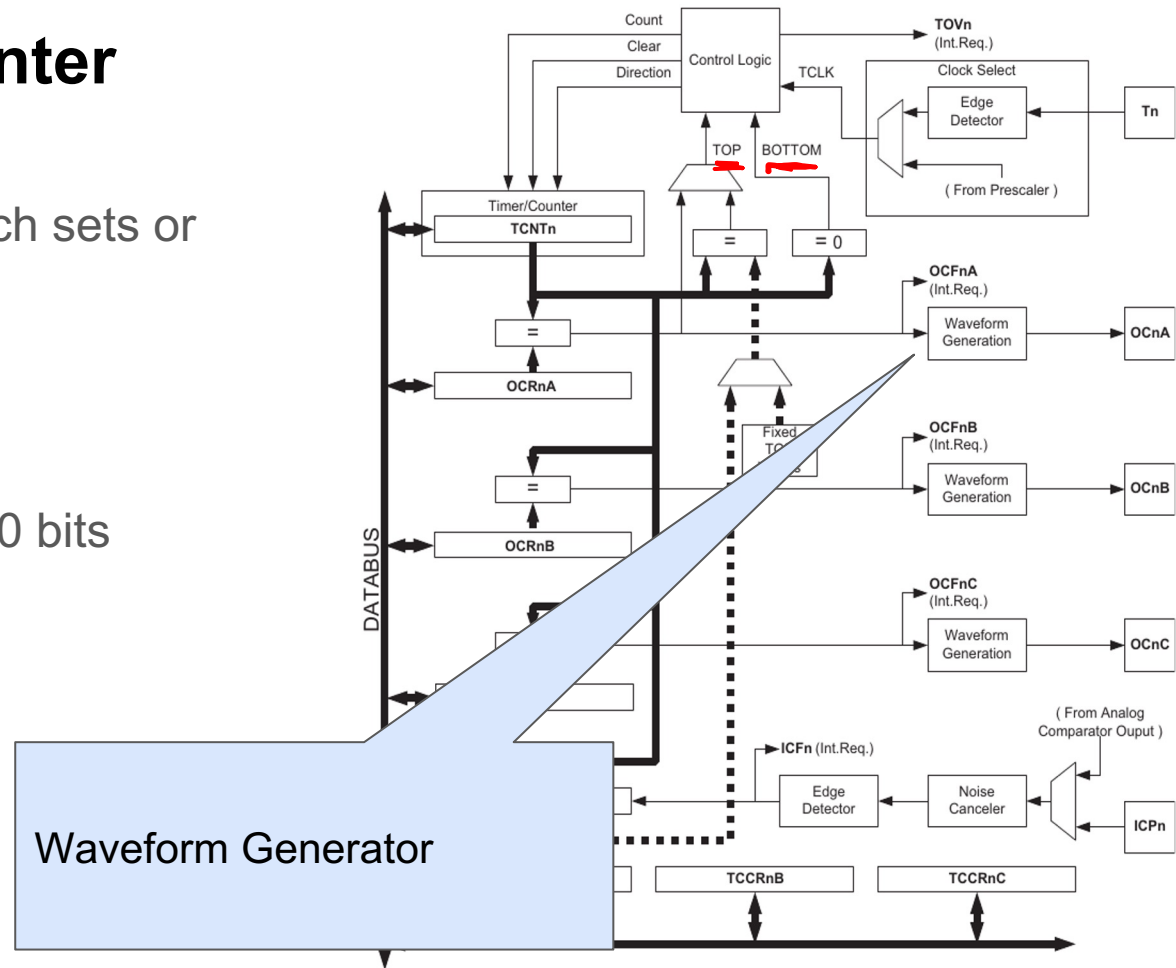 nter
ch sets or
0 bits
Count
Clear
Direction
Control Logic
TOVn
(Int.Req.)
TCLK
Clock Select
Edge
Detector
Tn
( From Prescaler )
TOP
BOTTOM
Timer/Counter
TCNTn
=
= 0
=
OCRnA
OCFnA
(Int.Req.)
Waveform
Generation
OCnA
Fixed
=
OCRnB
OCFnB
(Int.Req.)
Waveform
Generation
OCnB
DATABUS
OCFnC
(Int.Req.)
Waveform
Generation
OCnC
( From Analog
Comparator Ouput )
ICFn (Int.Req.)
Edge
Detector
Noise
Canceler
ICPn
Waveform Generator
TCCRnB
TCCRnC